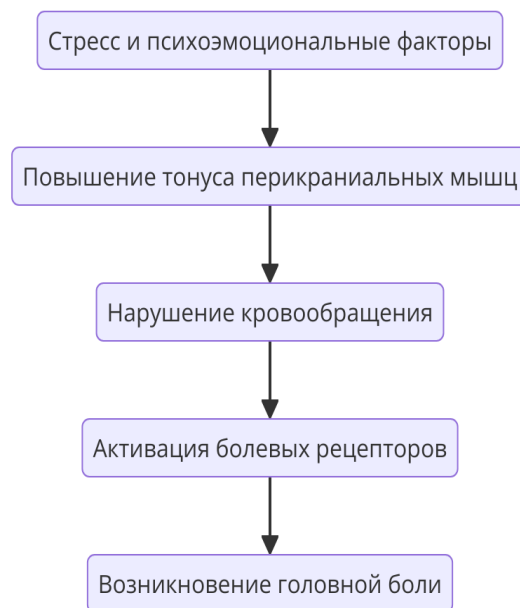 Стресс и психоэмоциональные факторы
Повышение тонуса перикраниальных мышц
Нарушение кровообращения
Активация болевых рецепторов
Возникновение головной боли